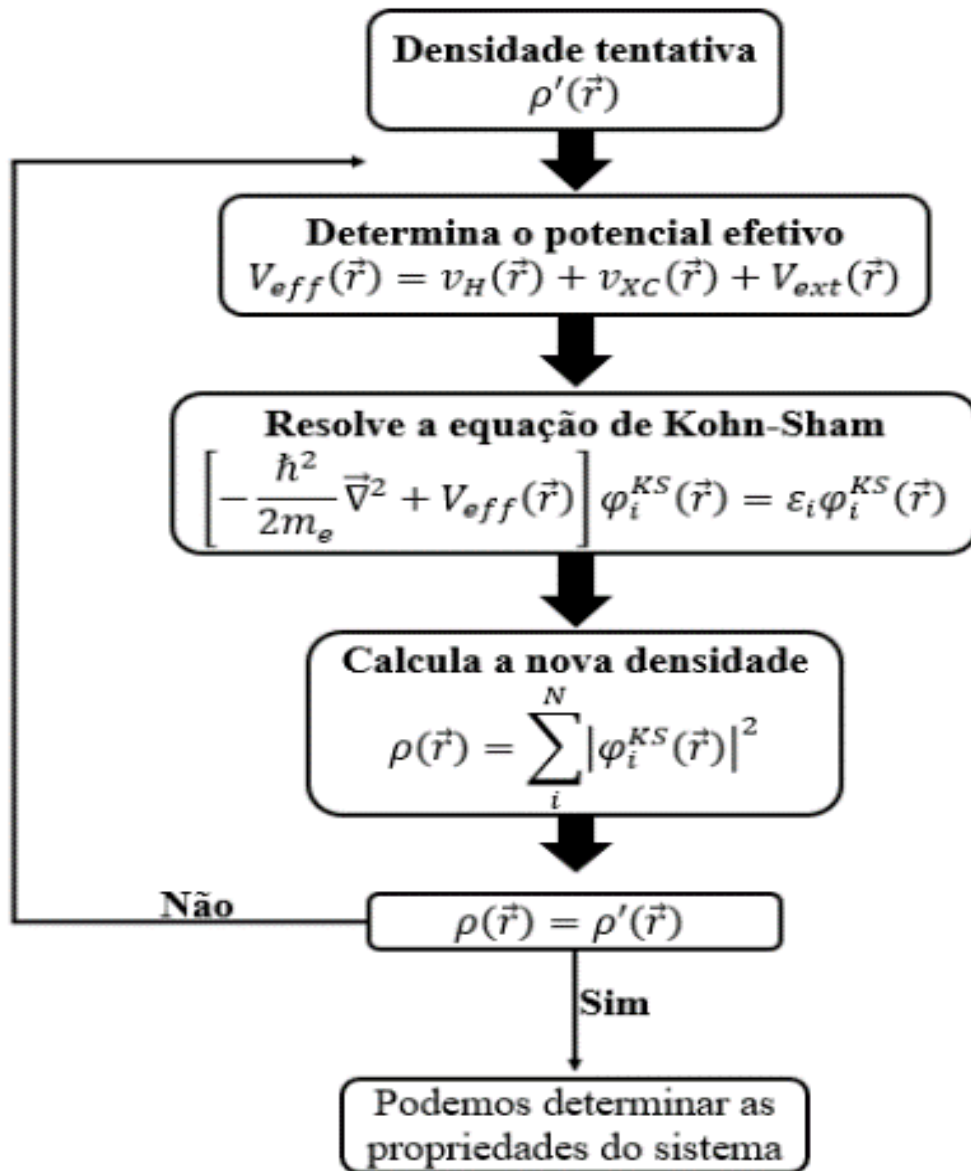 Densidade tentativa
ρ′(r⃗)
Determina o potencial efetivo
V_eff(r⃗) = v_H(r⃗) + v_XC(r⃗) + V_ext(r⃗)
Resolve a equação de Kohn-Sham
[−ħ²/2m_e ∇⃗² + V_eff(r⃗)] φ_i^KS(r⃗) = ε_i φ_i^KS(r⃗)
Calcula a nova densidade
ρ(r⃗) = ∑_i^N |φ_i^KS(r⃗)|²
Não
ρ(r⃗) = ρ′(r⃗)
Sim
Podemos determinar as
propriedades do sistema